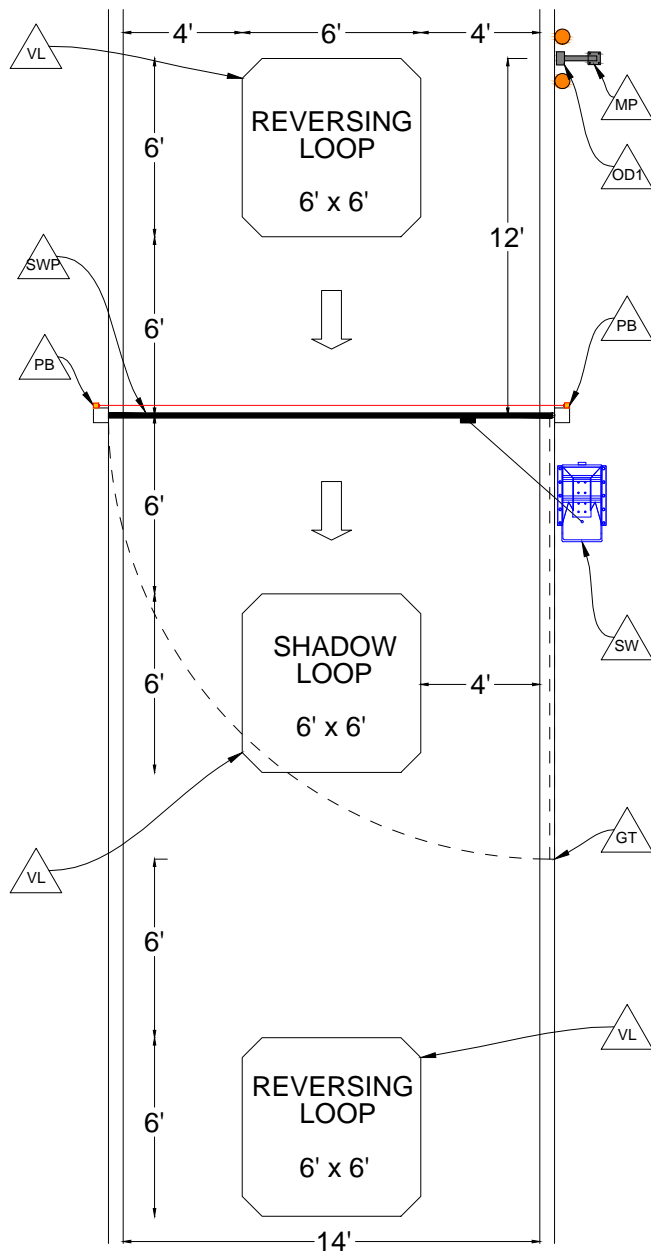 4' 6' 4'
VL
MP
REVERSING
LOOP
6' x 6'
6'
OD1
12'
SWP
6'
PB
PB
6'
SHADOW
LOOP
6' x 6'
6'
4'
SW
VL
GT
6'
VL
REVERSING
LOOP
6' x 6'
6'
14'